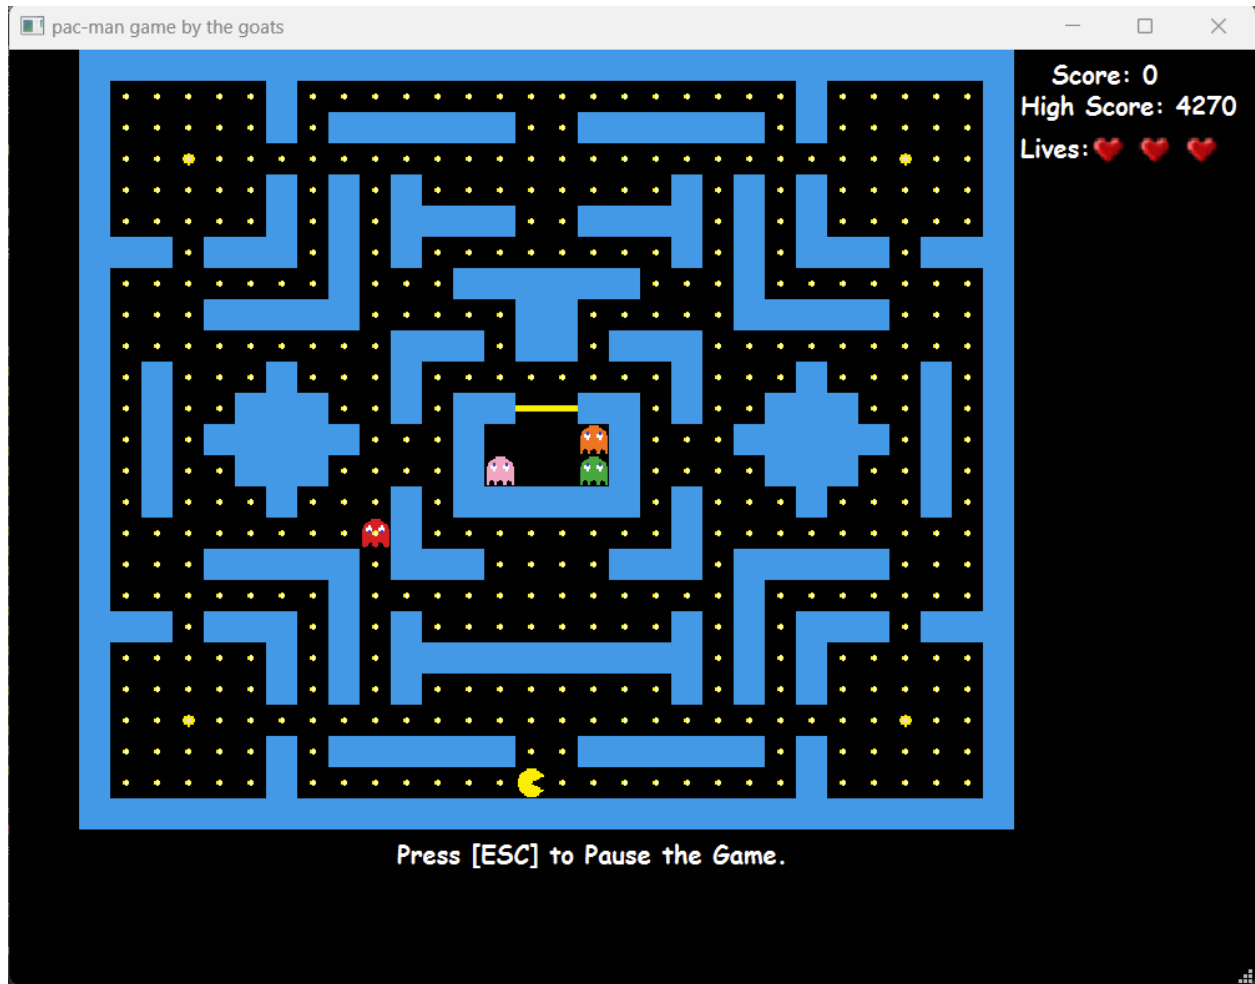 pac-man game by the goats
Score: 0
High Score: 4270
Lives:
Press [ESC] to Pause the Game.